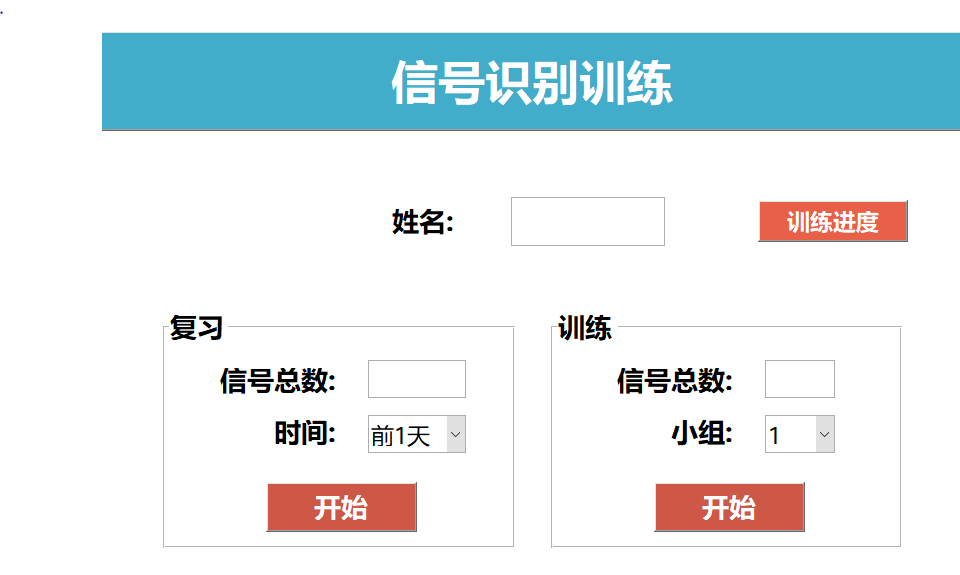 信号识别训练
姓名:
训练进度
复习
信号总数:
时间: 前1天
开始
训练
信号总数:
小组: 1
开始